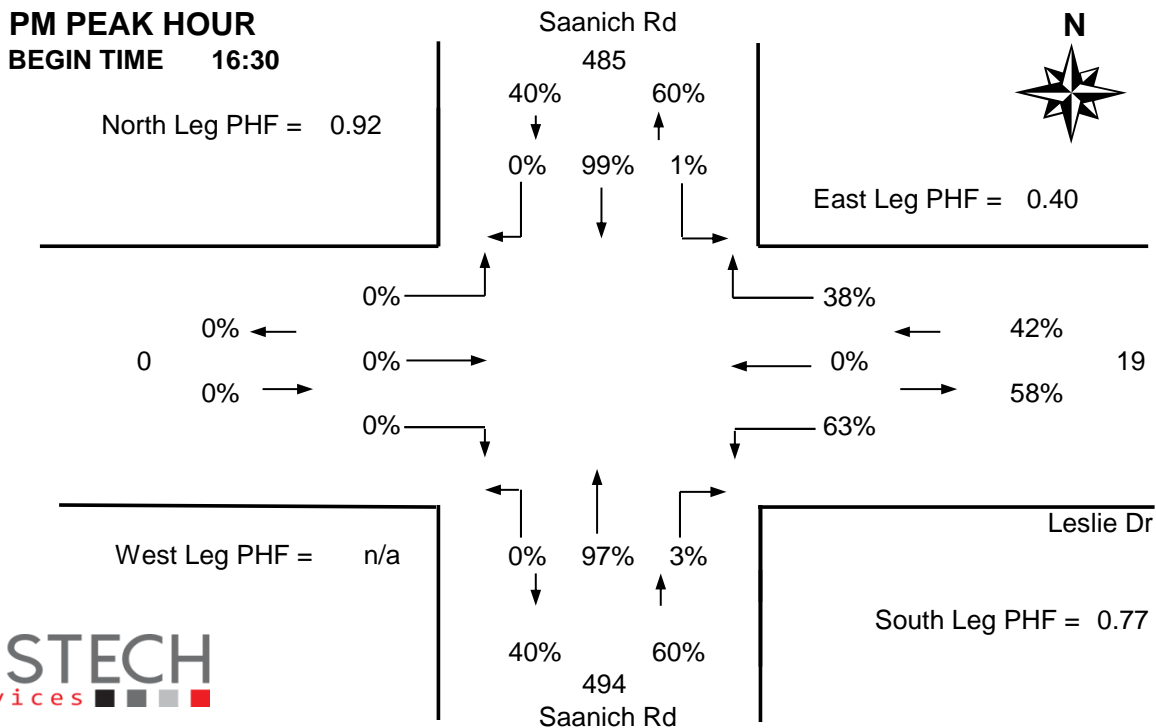 PM PEAK HOUR
BEGIN TIME 16:30
Saanich Rd
485
N
40% 60%
North Leg PHF = 0.92
0% 99% 1%
East Leg PHF = 0.40
0%
38%
0%
42%
0
0%
0%
19
0%
58%
0%
63%
Leslie Dr
West Leg PHF = n/a
0% 97% 3%
South Leg PHF = 0.77
40% 60%
494
Saanich Rd
STECH
vices